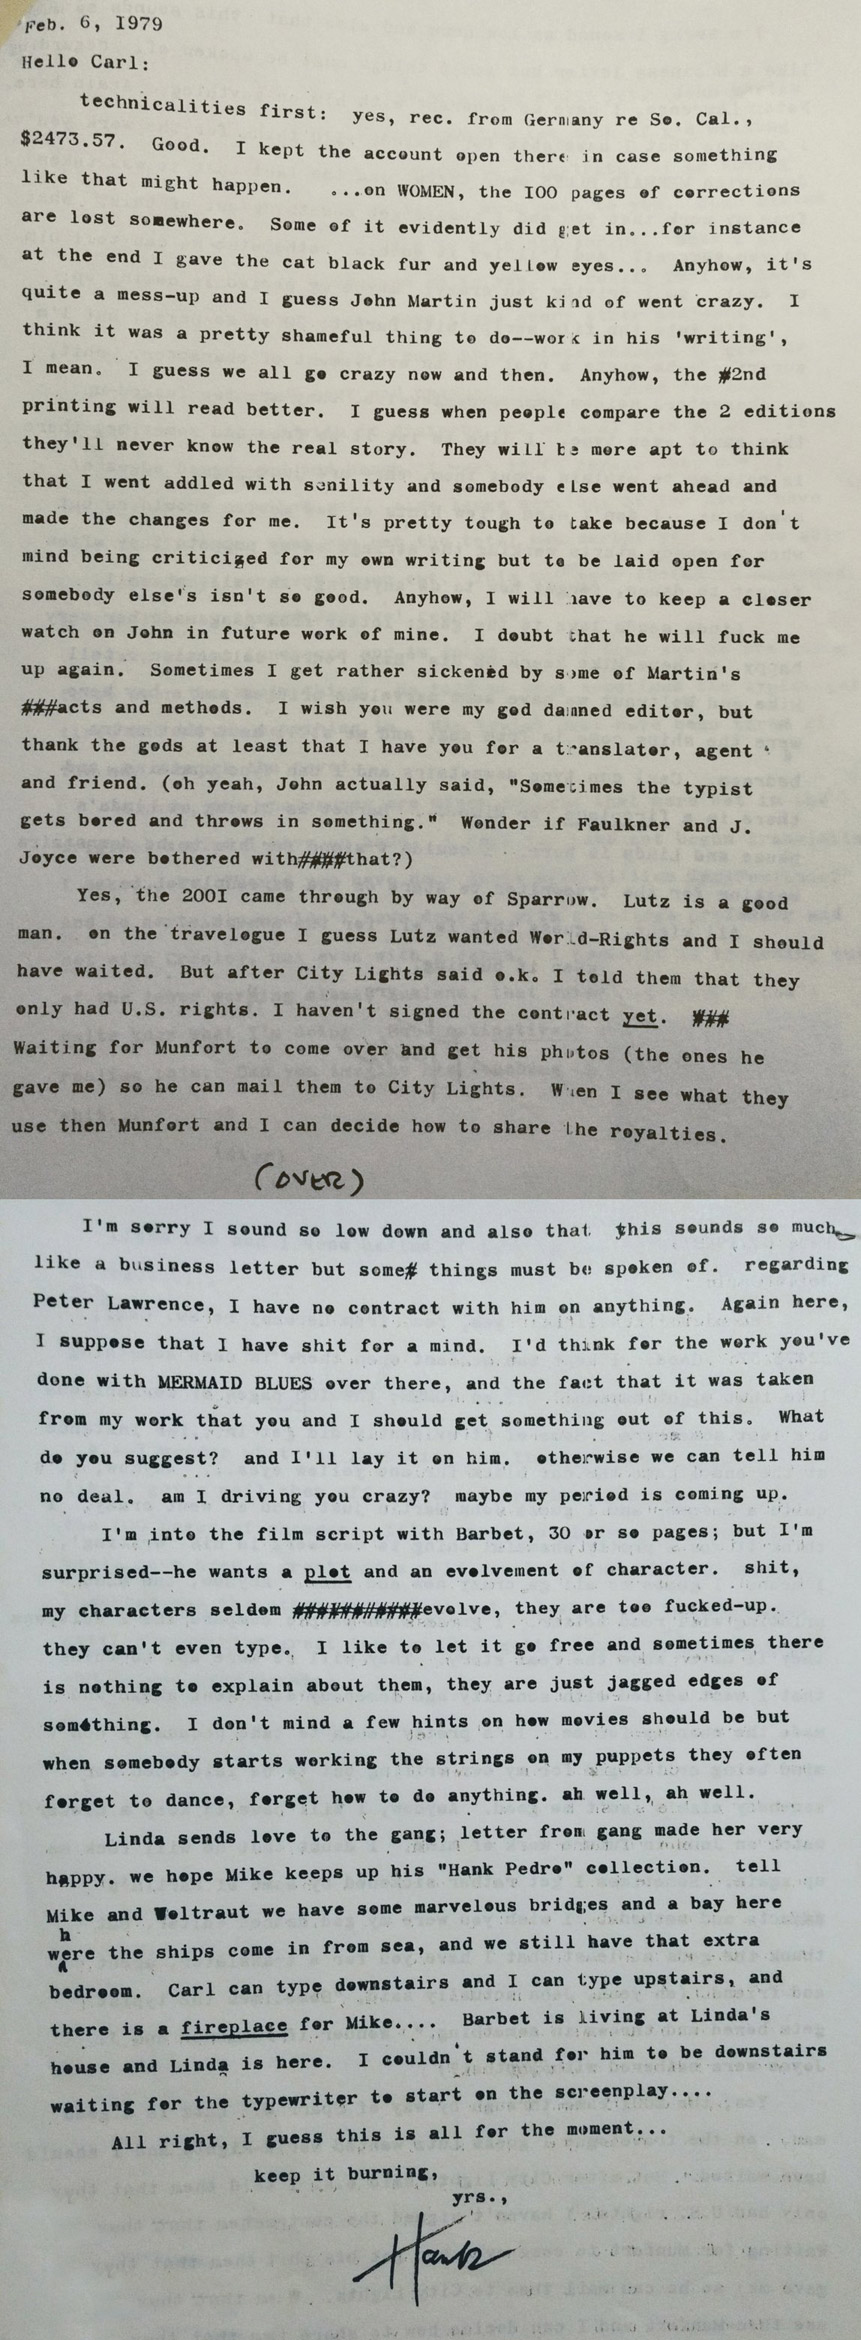 Feb. 6, I979
Hello Carl:
technicalities first: yes, rec. from Germany re So. Cal.,
$2473.57. Good. I kept the account open there in case something
like that might happen. ...on WOMEN, the I00 pages of corrections
are lost somewhere. Some of it evidently did get in...for instance
at the end I gave the cat black fur and yellow eyes... Anyhow, it's
quite a mess-up and I guess John Martin just kind of went crazy. I
think it was a pretty shameful thing to do--work in his 'writing',
I mean. I guess we all go crazy now and then. Anyhow, the #2nd
printing will read better. I guess when people compare the 2 editions
they'll never know the real story. They will be more apt to think
that I went addled with senility and somebody else went ahead and
made the changes for me. It's pretty tough to take because I don't
mind being criticized for my own writing but to be laid open for
somebody else's isn't so good. Anyhow, I will have to keep a closer
watch on John in future work of mine. I doubt that he will fuck me
up again. Sometimes I get rather sickened by some of Martin's
###acts and methods. I wish you were my god damned editor, but
thank the gods at least that I have you for a translator, agent
and friend. (oh yeah, John actually said, "Sometimes the typist
gets bored and throws in something." Wonder if Faulkner and J.
Joyce were bothered with####that?)
Yes, the 200I came through by way of Sparrow. Lutz is a good
man. on the travelogue I guess Lutz wanted World-Rights and I should
have waited. But after City Lights said o.k. I told them that they
only had U.S. rights. I haven't signed the contract yet. ###
Waiting for Munfort to come over and get his photos (the ones he
gave me) so he can mail them to City Lights. When I see what they
use then Munfort and I can decide how to share the royalties.
(OVER)
I'm sorry I sound so low down and also that this sounds so much
like a business letter but some# things must be spoken of. regarding
Peter Lawrence, I have no contract with him on anything. Again here,
I suppose that I have shit for a mind. I'd think for the work you've
done with MERMAID BLUES over there, and the fact that it was taken
from my work that you and I should get something out of this. What
do you suggest? and I'll lay it on him. otherwise we can tell him
no deal. am I driving you crazy? maybe my period is coming up.
I'm into the film script with Barbet, 30 or so pages; but I'm
surprised--he wants a plot and an evolvement of character. shit,
my characters seldom ###########evolve, they are too fucked-up.
they can't even type. I like to let it go free and sometimes there
is nothing to explain about them, they are just jagged edges of
something. I don't mind a few hints on how movies should be but
when somebody starts working the strings on my puppets they often
forget to dance, forget how to do anything. ah well, ah well.
Linda sends love to the gang; letter from gang made her very
happy. we hope Mike keeps up his "Hank Pedro" collection. tell
Mike and Woltraut we have some marvelous bridges and a bay here
where the ships come in from sea, and we still have that extra
bedroom. Carl can type downstairs and I can type upstairs, and
there is a fireplace for Mike.... Barbet is living at Linda's
house and Linda is here. I couldn't stand for him to be downstairs
waiting for the typewriter to start on the screenplay....
All right, I guess this is all for the moment...
keep it burning,
yrs.,
Hank